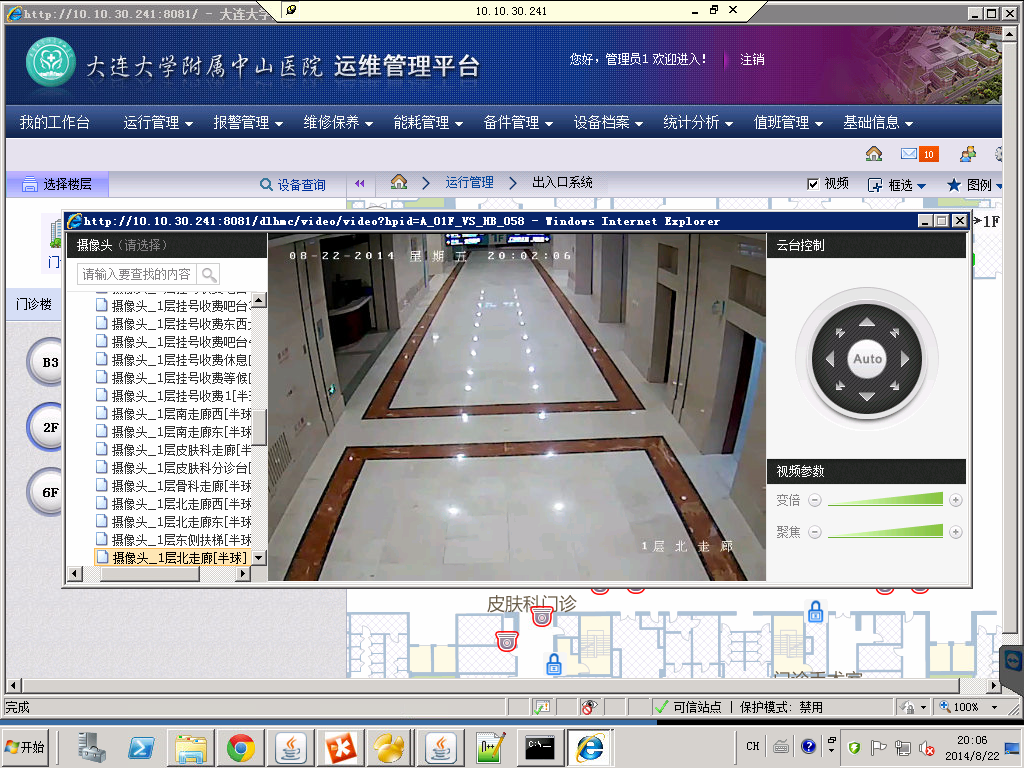 http://10.10.30.241:8081/ - 大连大学
10.10.30.241
大连大学附属中山医院 运维管理平台
您好，管理员1 欢迎进入！ 注销
我的工作台 运行管理 报警管理 维修保养 能耗管理 备件管理 设备档案 统计分析 值班管理 基础信息
10
选择楼层 设备查询 运行管理 出入口系统 视频 框选 图例
http://10.10.30.241:8081/dlhmc/video/video?bpid=A_01F_VS_HB_058 - Windows Internet Explorer
1F
摄像头（请选择）
请输入要查找的内容
摄像头_1层挂号收费吧台
摄像头_1层挂号收费东西
摄像头_1层挂号收费吧台
摄像头_1层挂号收费休息[
摄像头_1层挂号收费等候[
摄像头_1层挂号收费1[半
摄像头_1层南走廊西[半球
摄像头_1层南走廊东[半球
摄像头_1层皮肤科走廊[半
摄像头_1层皮肤科分诊台[
摄像头_1层骨科走廊[半球
摄像头_1层北走廊西[半球
摄像头_1层北走廊东[半球
摄像头_1层东侧扶梯[半球
摄像头_1层北走廊[半球]
08-22-2014 星期五 20:02:06
1层北走廊
云台控制
Auto
视频参数
变倍
聚焦
门
门诊楼
B3
2F
6F
皮肤科门诊
完成 可信站点 | 保护模式: 禁用 100%
开始 CH 20:06
2014/8/22